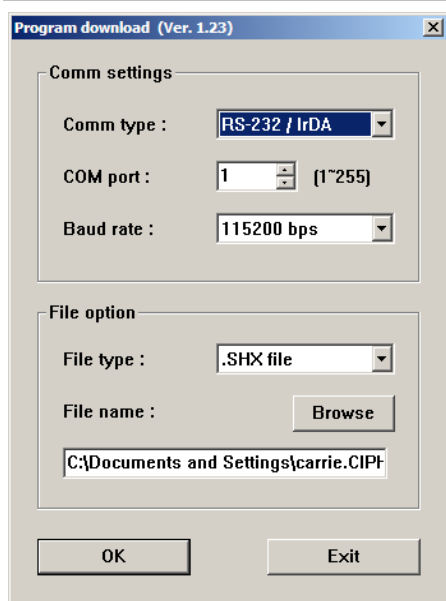 Program download (Ver. 1.23)
Comm settings
Comm type : RS-232 / IrDA
COM port : 1 (1~255)
Baud rate : 115200 bps
File option
File type : .SHX file
File name : Browse
C:\Documents and Settings\carrie.CIPH
OK Exit